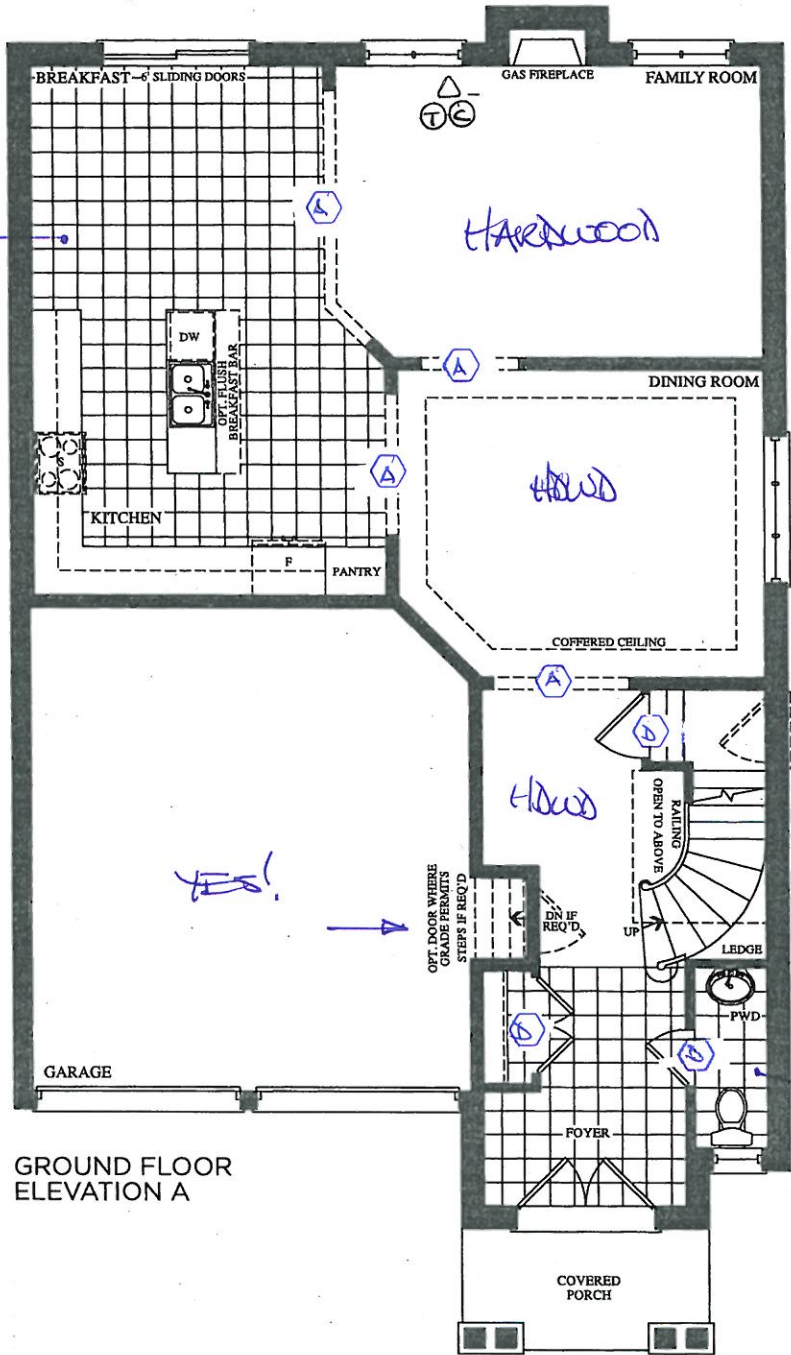 BREAKFAST
6' SLIDING DOORS
GAS FIREPLACE
FAMILY ROOM
T C
A
HARDWOOD
DW
OPT. FLUSH
BREAKFAST BAR
A
DINING ROOM
S
A
HDWD
KITCHEN
F
PANTRY
COFFERED CEILING
A
D
HDWD
RAILING
OPEN TO ABOVE
YES!
OPT. DOOR WHERE
GRADE PERMITS
STEPS IF REQ'D
DN IF
REQ'D
UP
LEDGE
PWD
D
D
GARAGE
FOYER
GROUND FLOOR
ELEVATION A
COVERED
PORCH